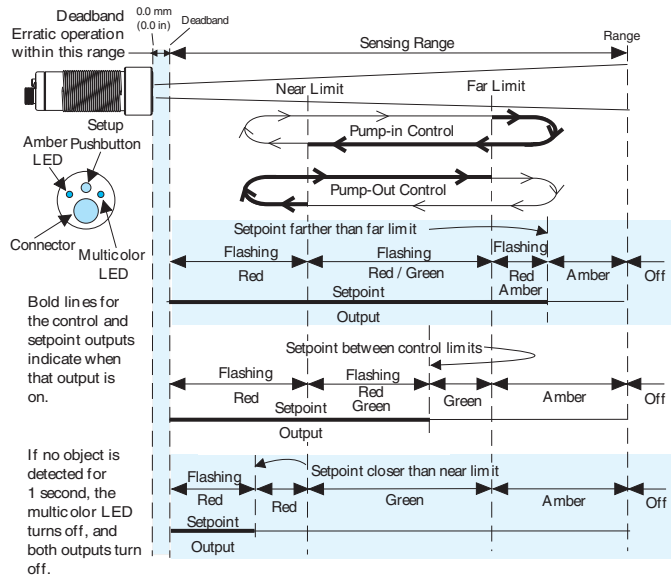 Deadband
Erratic operation
within this range
0.0 mm
(0.0 in)
Deadband
Sensing Range
Range
Near Limit
Far Limit
Pump-in Control
Setup
Pushbutton
Amber
LED
Pump-Out Control
Connector
Multicolor
LED
Setpoint farther than far limit
Flashing
Red
Flashing
Red / Green
Flashing
Red
Amber
Amber
Off
Setpoint
Output
Bold lines for
the control and
setpoint outputs
indicate when
that output is
on.
Setpoint between control limits
Flashing
Red
Flashing
Red
Green
Green
Amber
Off
Setpoint
Output
If no object is
detected for
1 second, the
multicolor LED
turns off, and
both outputs turn
off.
Setpoint closer than near limit
Flashing
Red
Red
Green
Amber
Off
Setpoint
Output